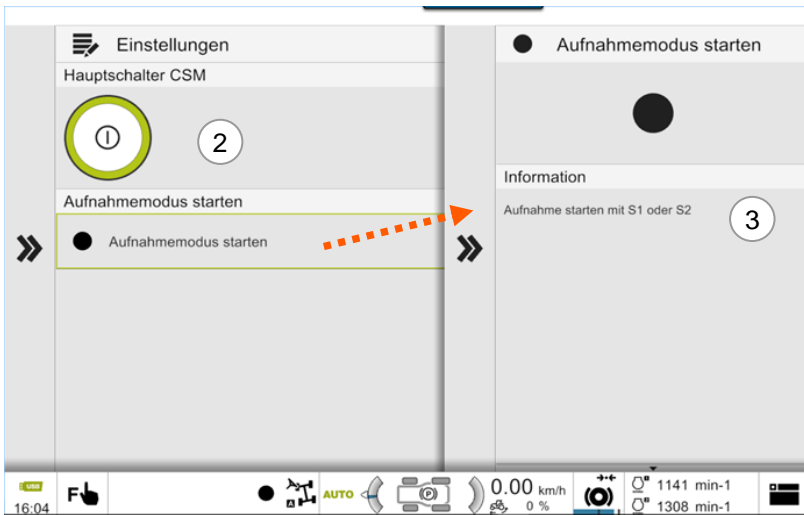 Einstellungen
Hauptschalter CSM
2
Aufnahmemodus starten
Aufnahmemodus starten
Aufnahmemodus starten
Information
Aufnahme starten mit S1 oder S2
3
USB
16:04
F
A
AUTO
P
0.00 km/h
0 %
1141 min-1
1308 min-1